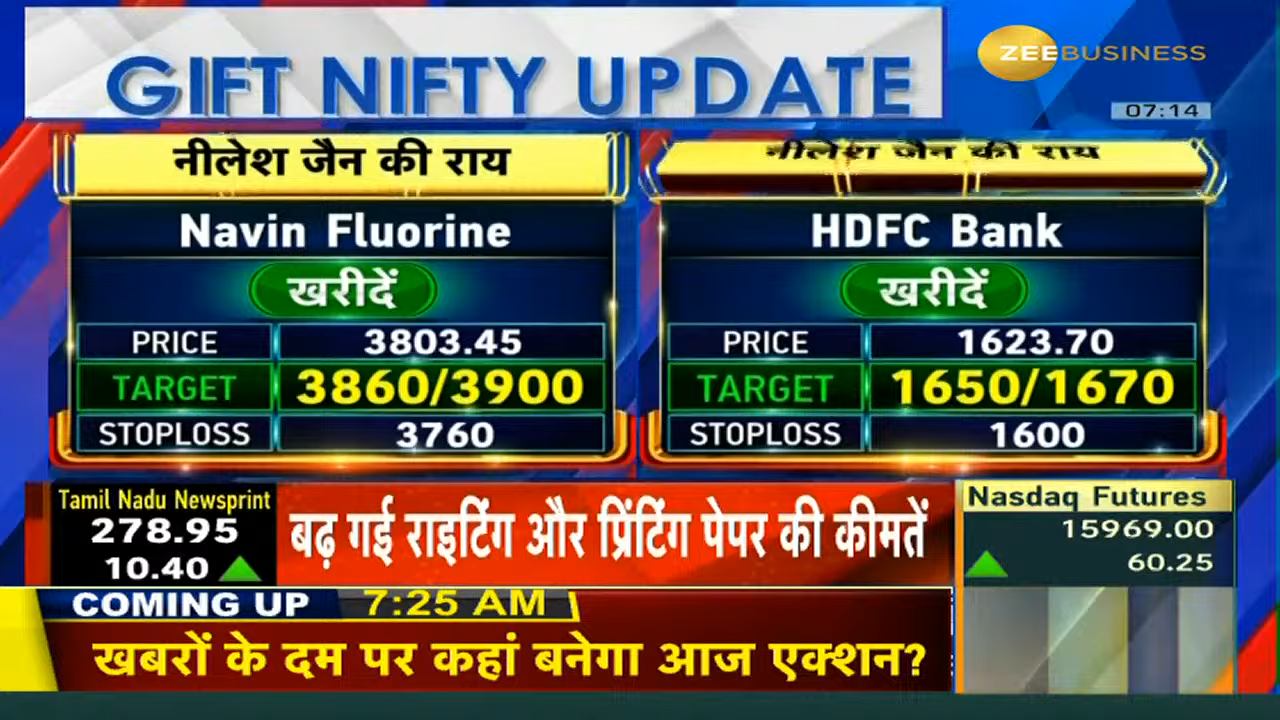 GIFT NIFTY UPDATE
ZEEBUSINESS
07:14
नीलेश जैन की राय
Navin Fluorine
खरीदें
PRICE 3803.45
TARGET 3860/3900
STOPLOSS 3760
नीलेश जैन की राय
HDFC Bank
खरीदें
PRICE 1623.70
TARGET 1650/1670
STOPLOSS 1600
Tamil Nadu Newsprint
278.95
10.40
बढ़ गई राइटिंग और प्रिंटिंग पेपर की कीमतें
Nasdaq Futures
15969.00
60.25
COMING UP 7:25 AM
खबरों के दम पर कहां बनेगा आज एक्शन?